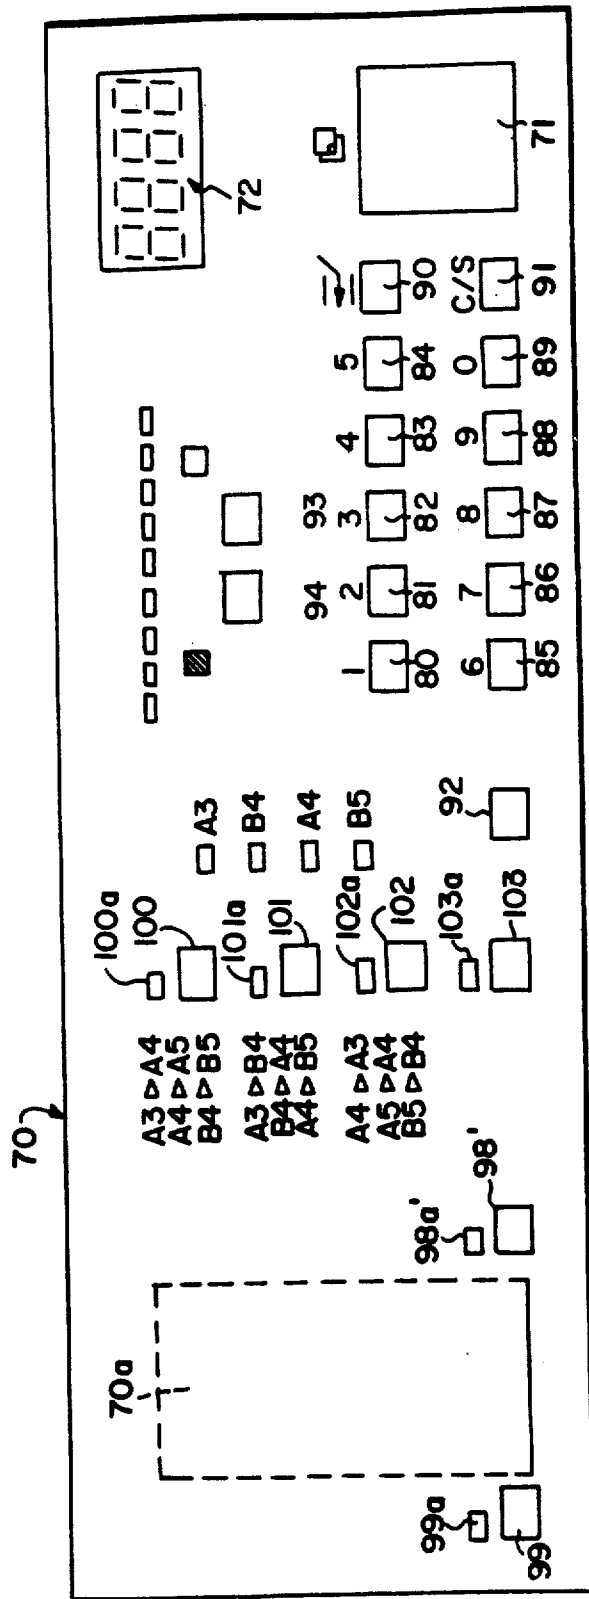 70
70a
100a
100
A3 ▷ A4
A4 ▷ A5
B4 ▷ B5
101a
101
A3 ▷ B4
B4 ▷ A4
A4 ▷ B5
102a
102
A4 ▷ A3
A5 ▷ A4
B5 ▷ B4
103a
103
A3
B4
A4
B5
92
72
94 93
1 2 3 4 5
80 81 82 83 84 90
6 7 8 9 0 C/S
85 86 87 88 89 91
71
98a'
98'
99a
99